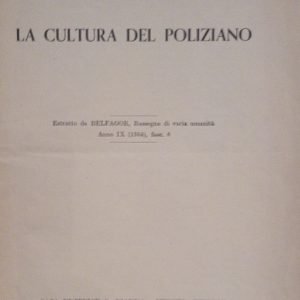 LA CULTURA DEL POLIZIANO
Estratto da BELFAGOR, Rassegna di varia umanità
Anno IX (1954), fasc. 4